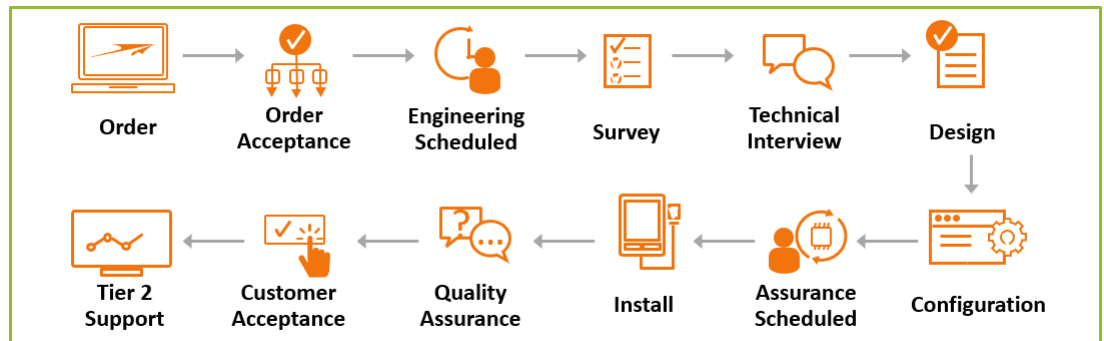 Order
Order
Acceptance
Engineering
Scheduled
Survey
Technical
Interview
Design
Tier 2
Support
Customer
Acceptance
Quality
Assurance
Install
Assurance
Scheduled
Configuration